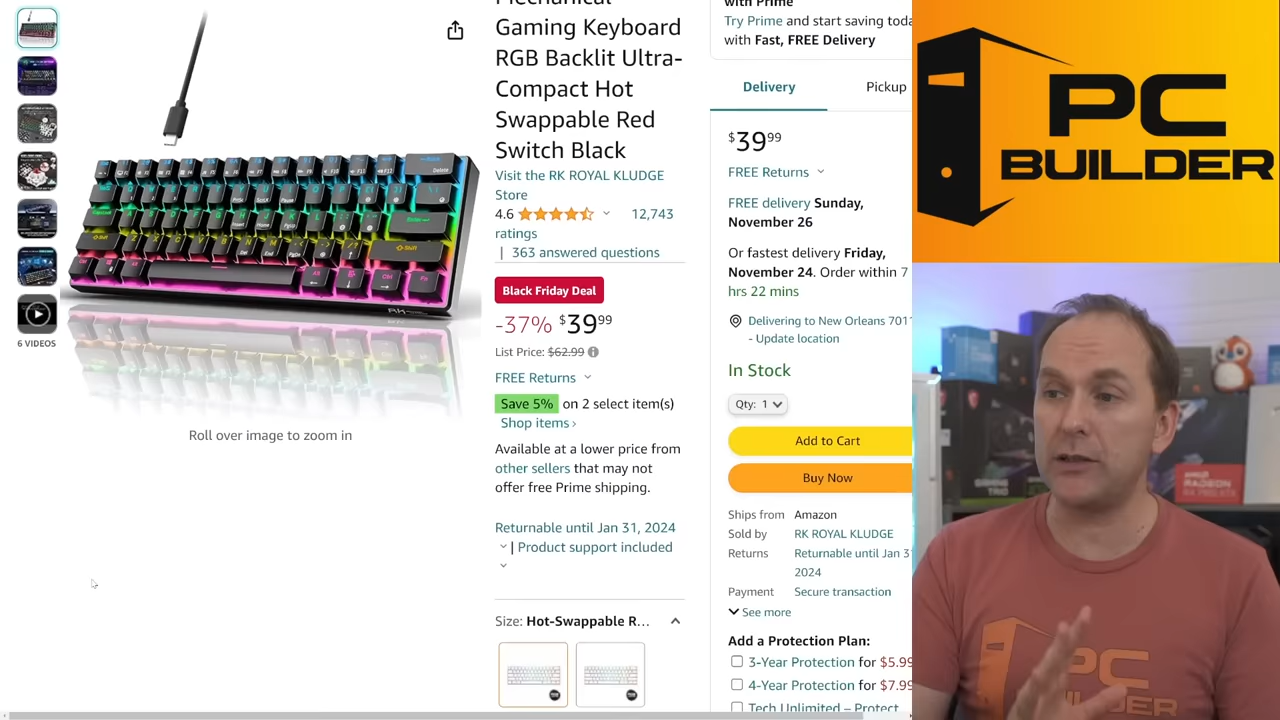 6 VIDEOS
Roll over image to zoom in
Mechanical
Gaming Keyboard
RGB Backlit Ultra-
Compact Hot
Swappable Red
Switch Black
Visit the RK ROYAL KLUDGE
Store
4.6
12,743
ratings
| 363 answered questions
Black Friday Deal
-37% $39 99
List Price: $62.99
FREE Returns
Save 5% on 2 select item(s)
Shop items ›
Available at a lower price from
other sellers that may not
offer free Prime shipping.
Returnable until Jan 31, 2024
| Product support included
Size: Hot-Swappable R...
with Prime
Try Prime and start saving toda
with Fast, FREE Delivery
Delivery Pickup
$39 99
FREE Returns
FREE delivery Sunday,
November 26
Or fastest delivery Friday,
November 24. Order within 7
hrs 22 mins
Delivering to New Orleans 7011
- Update location
In Stock
Qty: 1
Add to Cart
Buy Now
Ships from Amazon
Sold by RK ROYAL KLUDGE
Returns Returnable until Jan 31
2024
Payment Secure transaction
See more
Add a Protection Plan:
3-Year Protection for $5.99
4-Year Protection for $7.99
Tech Unlimited – Protect
PC
BUILDER
RADEON
PC
BUILDER